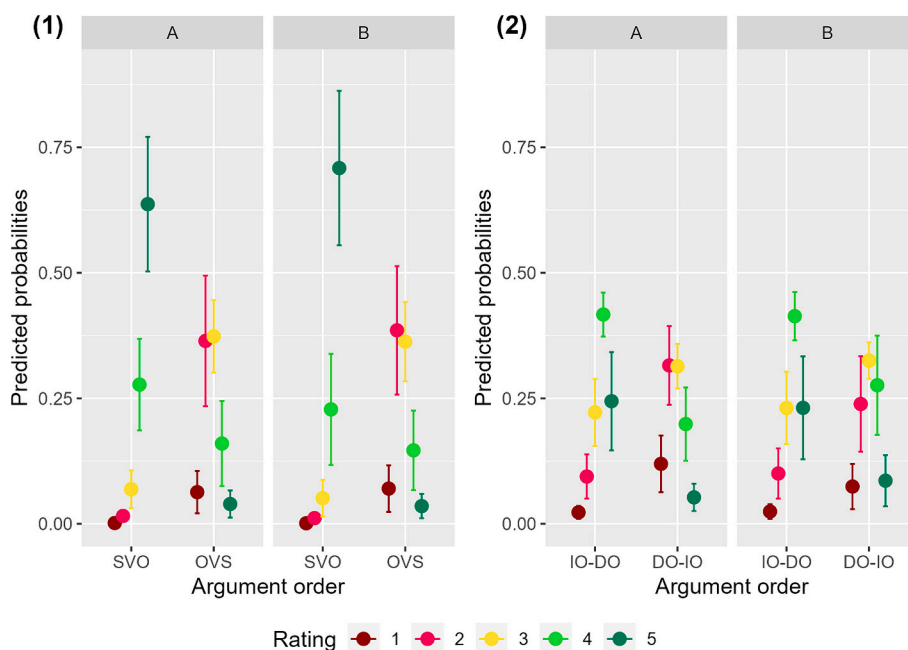 (1)
A
B
Predicted probabilities
0.75
0.50
0.25
0.00
SVO
OVS
SVO
OVS
Argument order
(2)
A
B
Predicted probabilities
0.75
0.50
0.25
0.00
IO-DO
DO-IO
IO-DO
DO-IO
Argument order
Rating 1 2 3 4 5